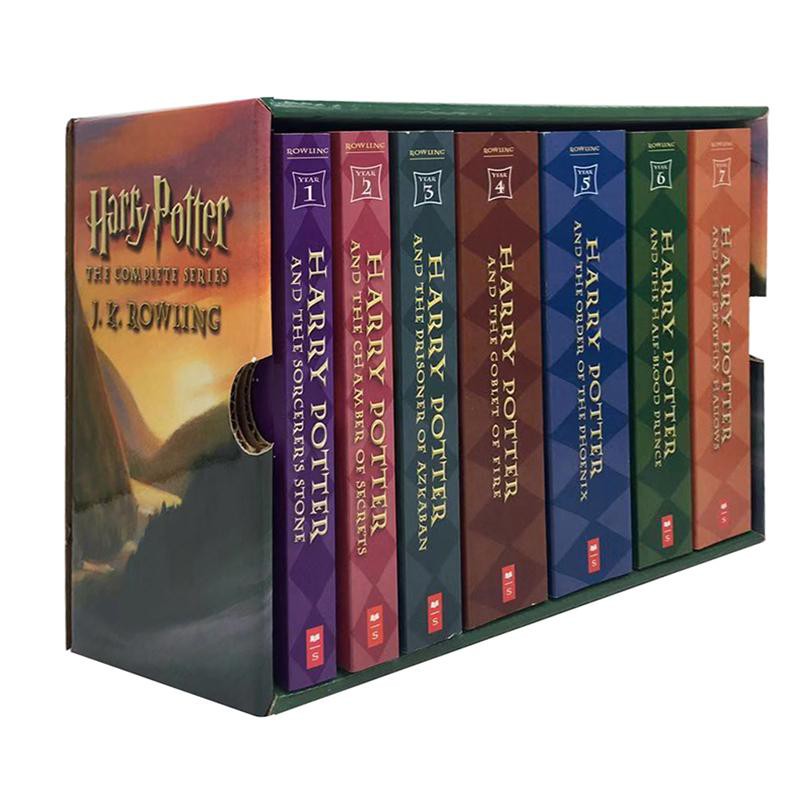 Harry Potter
THE COMPLETE SERIES
J. K. ROWLING
ROWLING
YEAR
1
HARRY POTTER
AND THE SORCERER'S STONE
S
ROWLING
YEAR
2
HARRY POTTER
AND THE CHAMBER OF SECRETS
S
ROWLING
YEAR
3
HARRY POTTER
AND THE PRISONER OF AZKABAN
S
ROWLING
YEAR
4
HARRY POTTER
AND THE GOBLET OF FIRE
S
ROWLING
YEAR
5
HARRY POTTER
AND THE ORDER OF THE PHOENIX
S
ROWLING
YEAR
6
HARRY POTTER
AND THE HALF-BLOOD PRINCE
S
ROWLING
YEAR
7
HARRY POTTER
AND THE DEATHLY HALLOWS
S